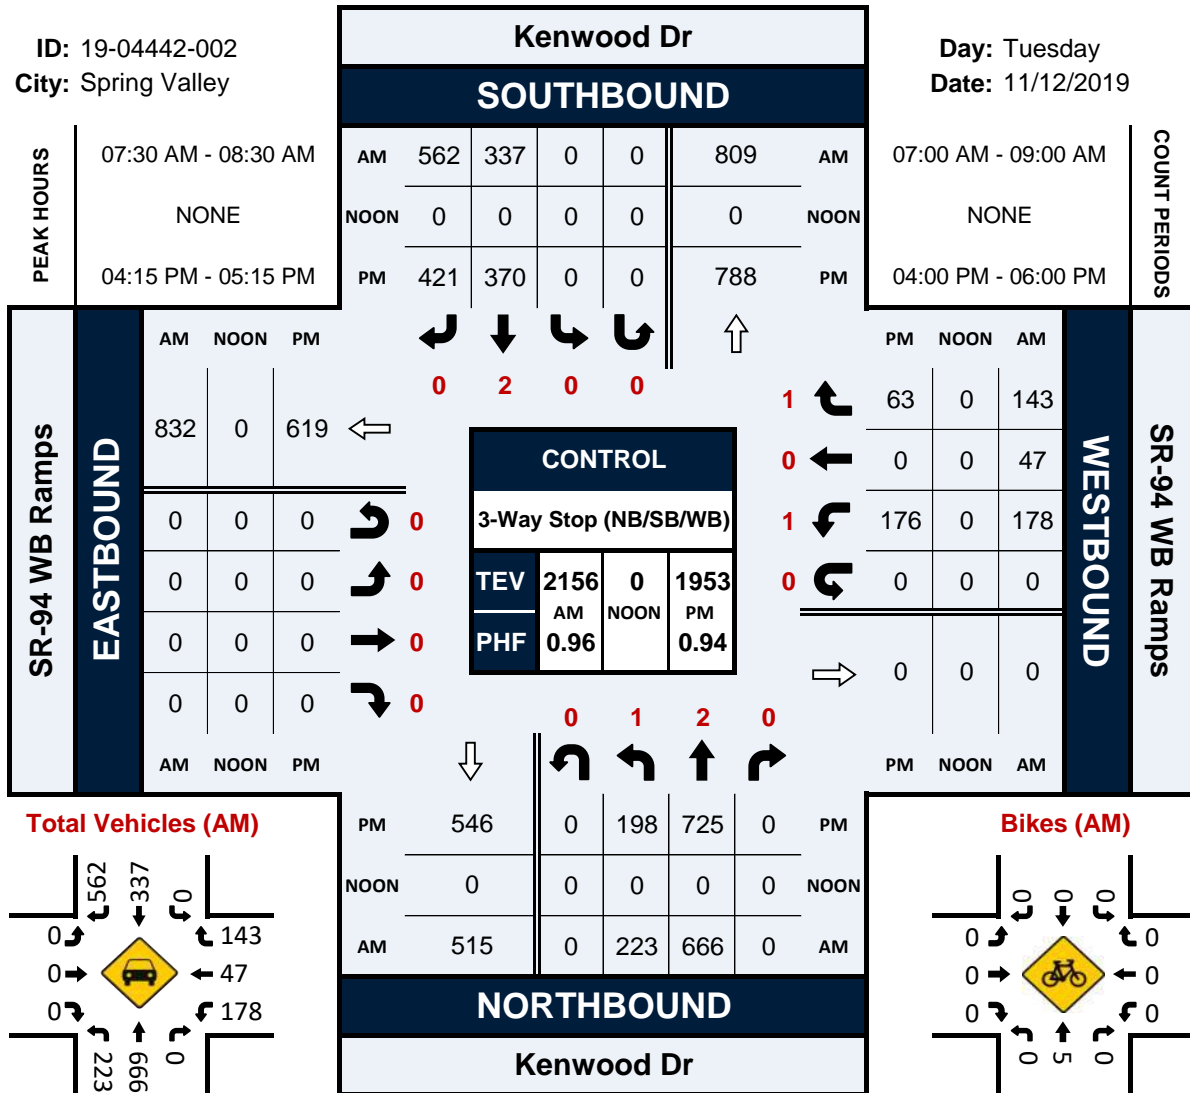 Kenwood Dr
ID: 19-04442-002
City: Spring Valley
Day: Tuesday
Date: 11/12/2019
SOUTHBOUND
PEAK HOURS
07:30 AM - 08:30 AM
NONE
04:15 PM - 05:15 PM
AM 562 337 0 0 809 AM
NOON 0 0 0 0 0 NOON
PM 421 370 0 0 788 PM
07:00 AM - 09:00 AM
NONE
04:00 PM - 06:00 PM
COUNT PERIODS
0 2 0 0
SR-94 WB Ramps
EASTBOUND
AM NOON PM
832 0 619
0 0 0 0
0 0 0 0
0 0 0 0
0 0 0 0
AM NOON PM
CONTROL
3-Way Stop (NB/SB/WB)
TEV 2156 0 1953
AM NOON PM
PHF 0.96 0.94
PM NOON AM
1 63 0 143
0 0 0 47
1 176 0 178
0 0 0 0
0 0 0
PM NOON AM
WESTBOUND
SR-94 WB Ramps
0 1 2 0
PM 546 0 198 725 0 PM
NOON 0 0 0 0 0 NOON
AM 515 0 223 666 0 AM
NORTHBOUND
Kenwood Dr
Total Vehicles (AM)
562 337 0
0 143
0 47
0 178
223 666 0
Bikes (AM)
0 0 0
0 0
0 0
0 0
0 5 0